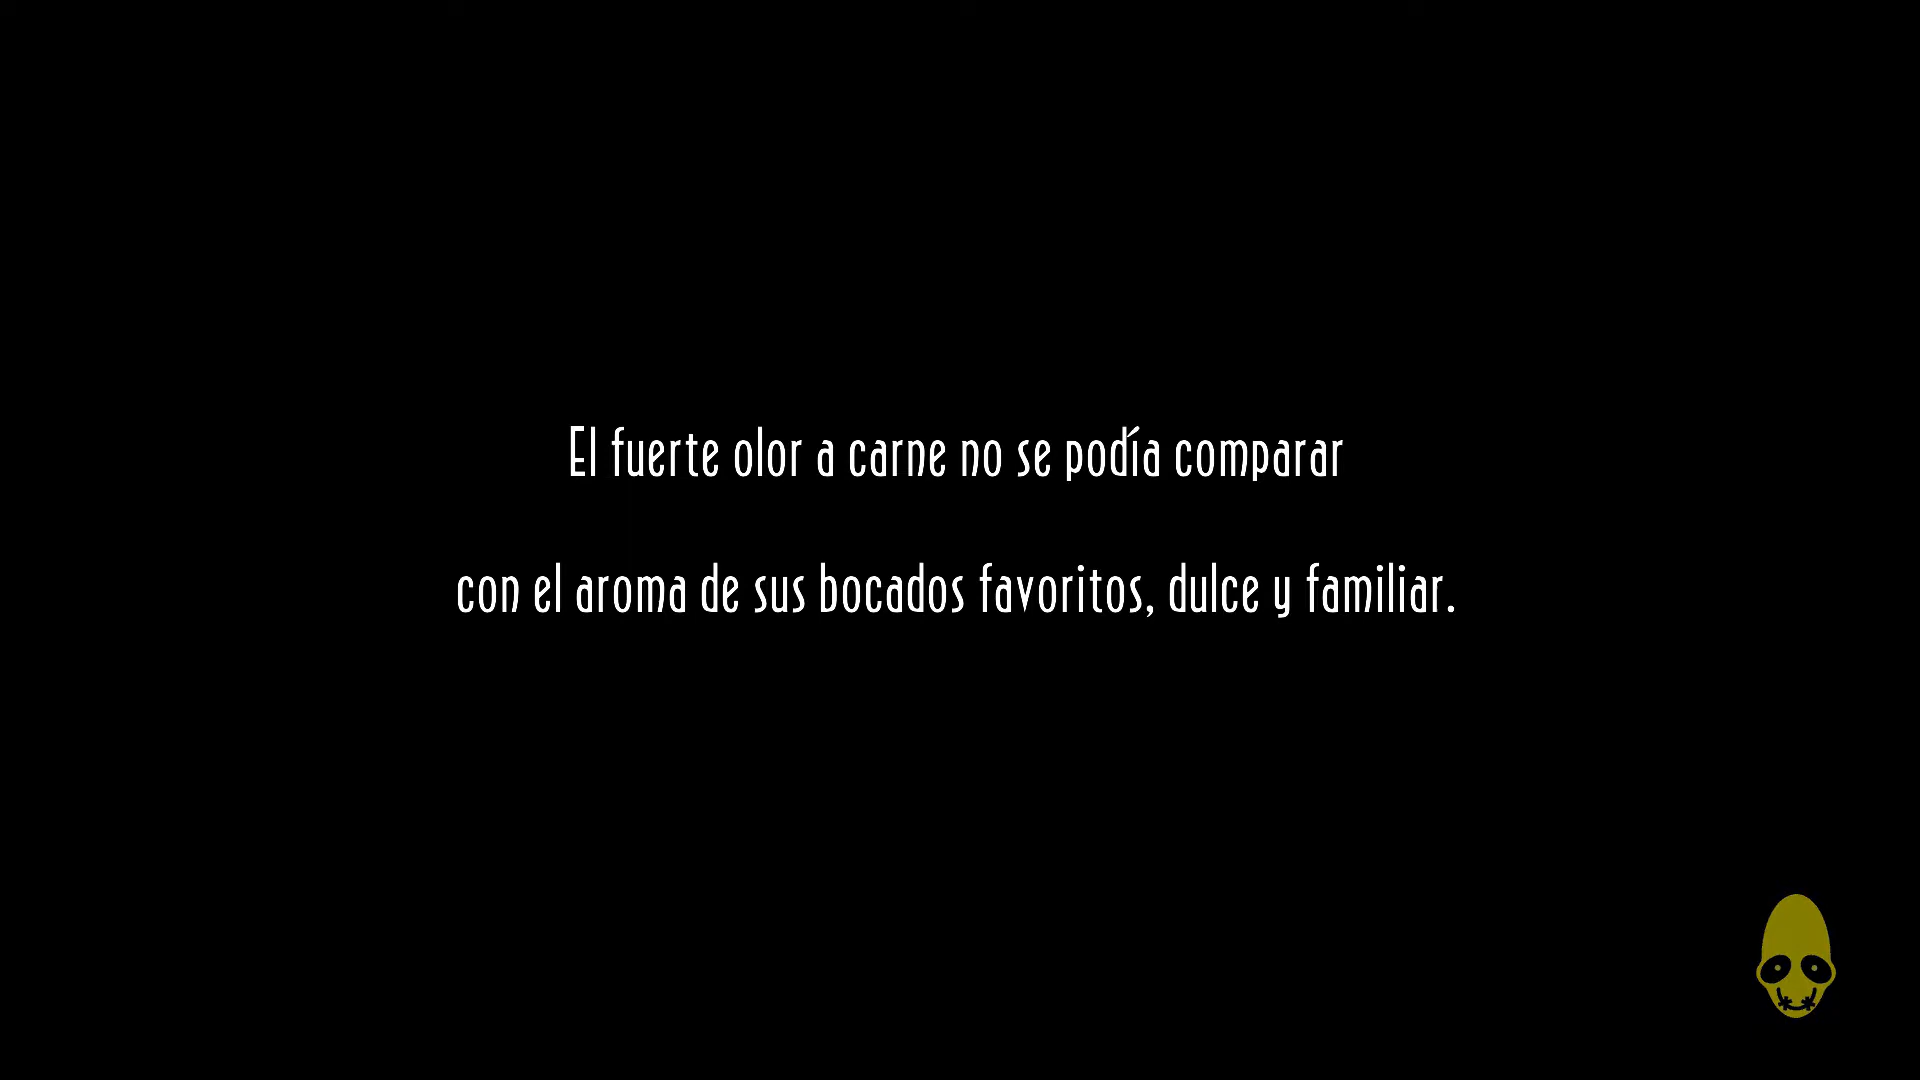 El fuerte olor a carne no se podía comparar
con el aroma de sus bocados favoritos, dulce y familiar.